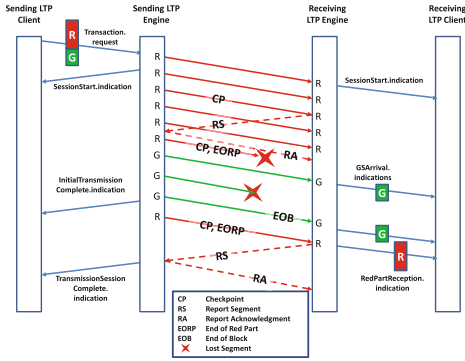 Sending LTP
Client
Sending LTP
Engine
Receiving
LTP Engine
Receiving
LTP Client
R
G
Transaction.
request
SessionStart.indication
InitialTransmission
Complete.indication
TransmissionSession
Complete.
indication
R
R
R
R
R
R
G
G
G
R
CP
RS
RA
CP, EORP
EOB
CP, EORP
RS
RA
R
R
R
R
R
G
G
R
SessionStart.indication
GSArrival.
indications
G
G
R
RedPartReception.
indication
CP Checkpoint
RS Report Segment
RA Report Acknowledgment
EORP End of Red Part
EOB End of Block
Lost Segment